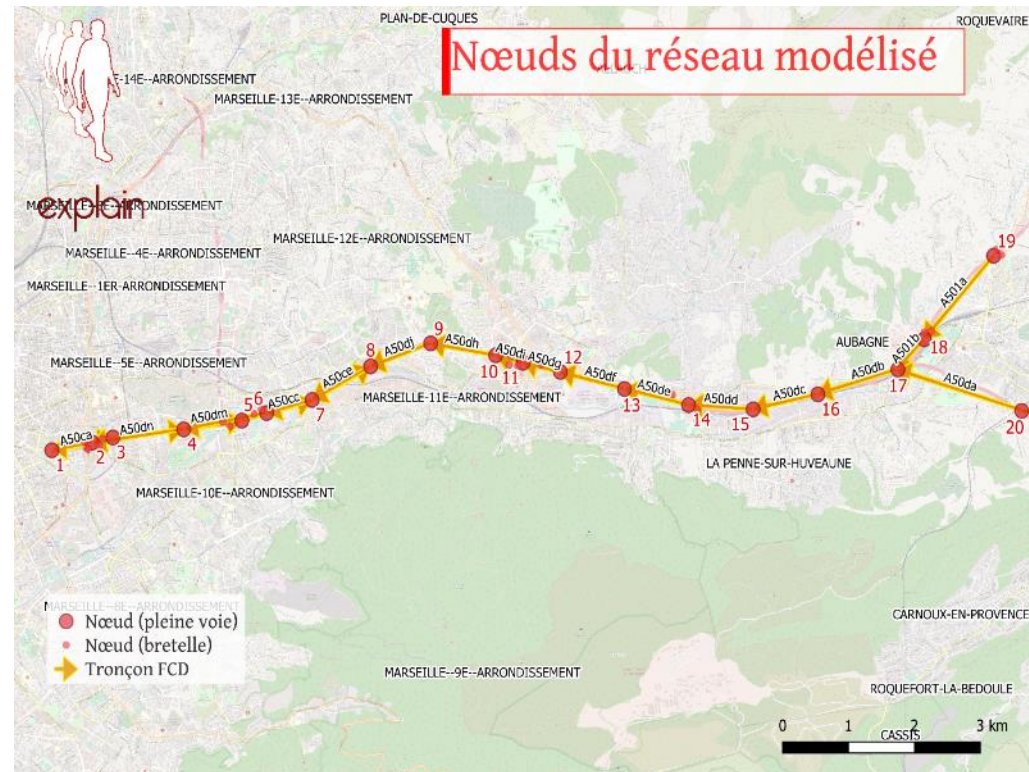 PLAN-DE-CUQUES
ROQUEVAIRE
Nœuds du réseau modélisé
E-14E--ARRONDISSEMENT
MARSEILLE-13E--ARRONDISSEMENT
explain
MARSEILLE-12E--ARRONDISSEMENT
MARSEILLE--4E--ARRONDISSEMENT
MARSEILLE--1ER-ARRONDISSEMENT
MARSEILLE--5E--ARRONDISSEMENT
MARSEILLE-11E--ARRONDISSEMENT
AUBAGNE
19
A501a
18
A501b
17
A50da
20
A50db
16
A50dc
15
A50dd
14
A50de
13
A50df
12
A50dg
11
A50di
10
A50dh
9
A50dj
8
A50ce
7
A50cc
6
5
A50dm
4
A50dn
3
2
A50ca
1
LA PENNE-SUR-HUVEAUNE
MARSEILLE-10E--ARRONDISSEMENT
MARSEILLE--8E--ARRONDISSEMENT
Nœud (pleine voie)
Nœud (bretelle)
Tronçon FCD
CARNOUX-EN-PROVENCE
MARSEILLE--9E--ARRONDISSEMENT
ROQUEFORT-LA-BEDOULE
0 1 2 3 km
CASSIS